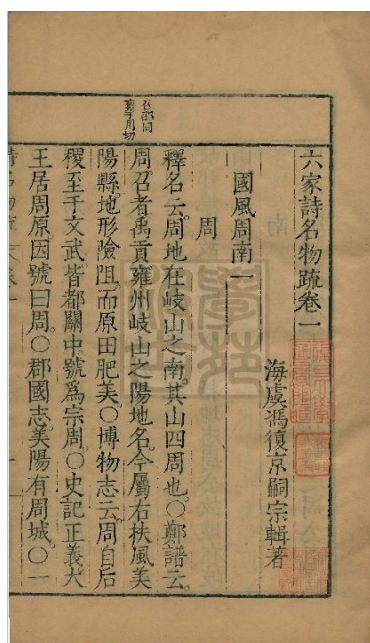 六家詩名物疏卷一
海虞馮復京嗣宗輯著
國風周南一
周
釋名云周地在岐山之南其山四周也○鄭譜云
周召者禹貢雍州岐山之陽地名今屬右扶風美
陽縣地形險阻而原田肥美○博物志云周自后
稷至于文武皆都關中號爲宗周○史記正義大
王居周原因號曰周○郡國志美陽有周城○一